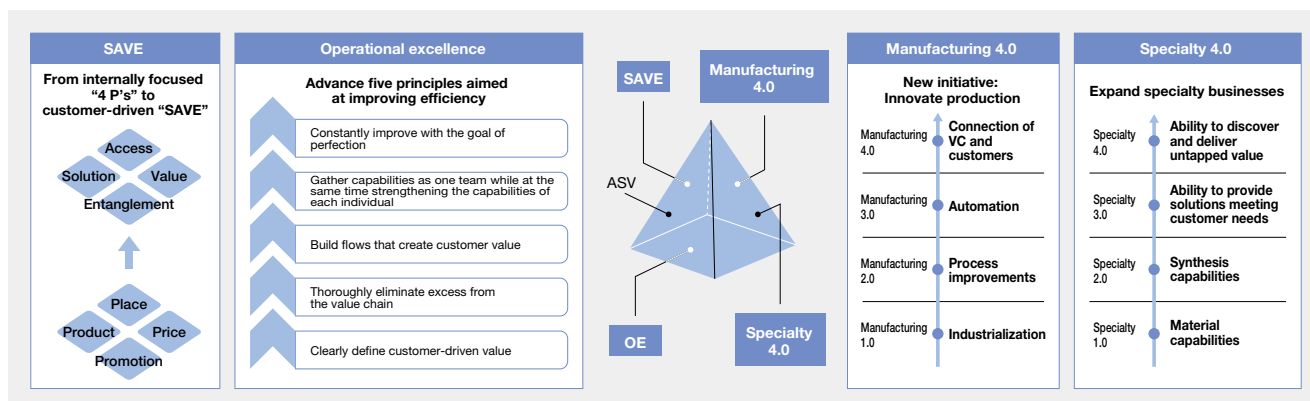 SAVE
From internally focused
“4 P’s” to
customer-driven “SAVE”
Access
Solution
Value
Entanglement
Place
Product
Price
Promotion
Operational excellence
Advance five principles aimed
at improving efficiency
Constantly improve with the goal of
perfection
Gather capabilities as one team while at the
same time strengthening the capabilities of
each individual
Build flows that create customer value
Thoroughly eliminate excess from
the value chain
Clearly define customer-driven value
SAVE
Manufacturing
4.0
ASV
OE
Specialty
4.0
Manufacturing 4.0
New initiative:
Innovate production
Manufacturing
4.0
Connection of
VC and
customers
Manufacturing
3.0
Automation
Manufacturing
2.0
Process
improvements
Manufacturing
1.0
Industrialization
Specialty 4.0
Expand specialty businesses
Specialty
4.0
Ability to discover
and deliver
untapped value
Specialty
3.0
Ability to provide
solutions meeting
customer needs
Specialty
2.0
Synthesis
capabilities
Specialty
1.0
Material
capabilities